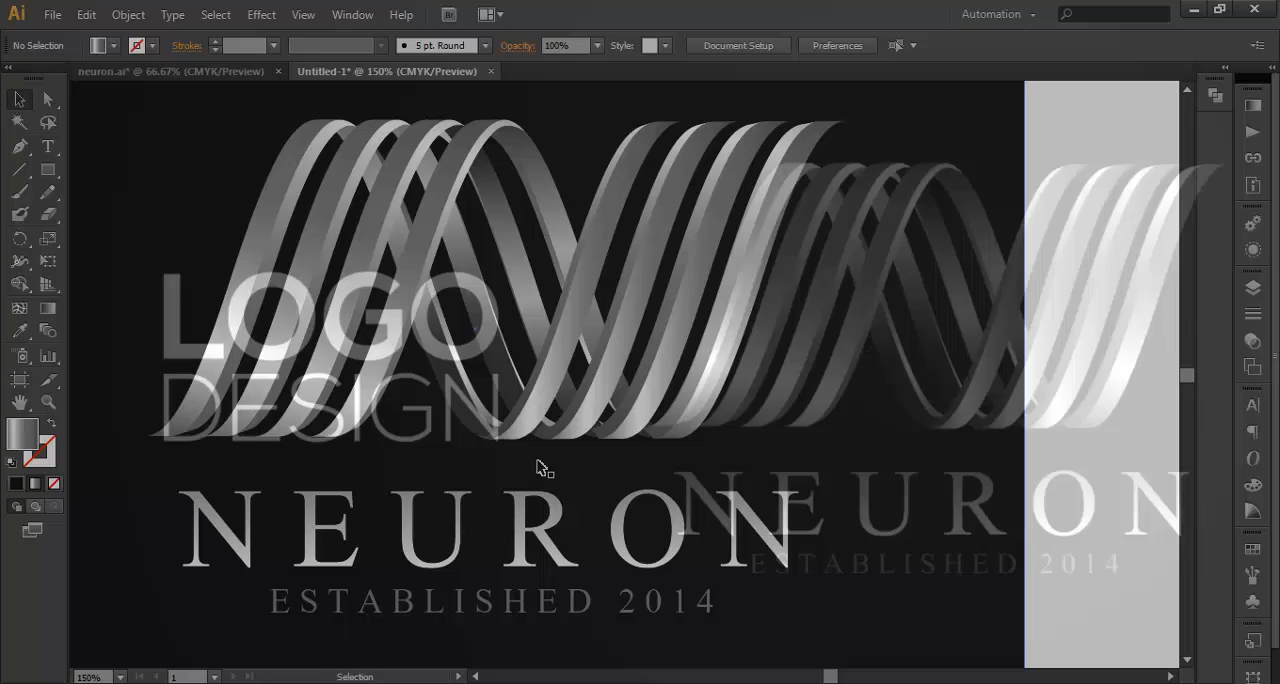 Ai File Edit Object Type Select Effect View Window Help Br Automation
No Selection Stroke: 5 pt. Round Opacity: 100% Style: Document Setup Preferences
neuron.ai* @ 66.67% (CMYK/Preview) × Untitled-1* @ 150% (CMYK/Preview) ×
LOGO
DESIGN
NEURON
ESTABLISHED 2014
NEURON
ESTABLISHED 2014
150% 1 Selection